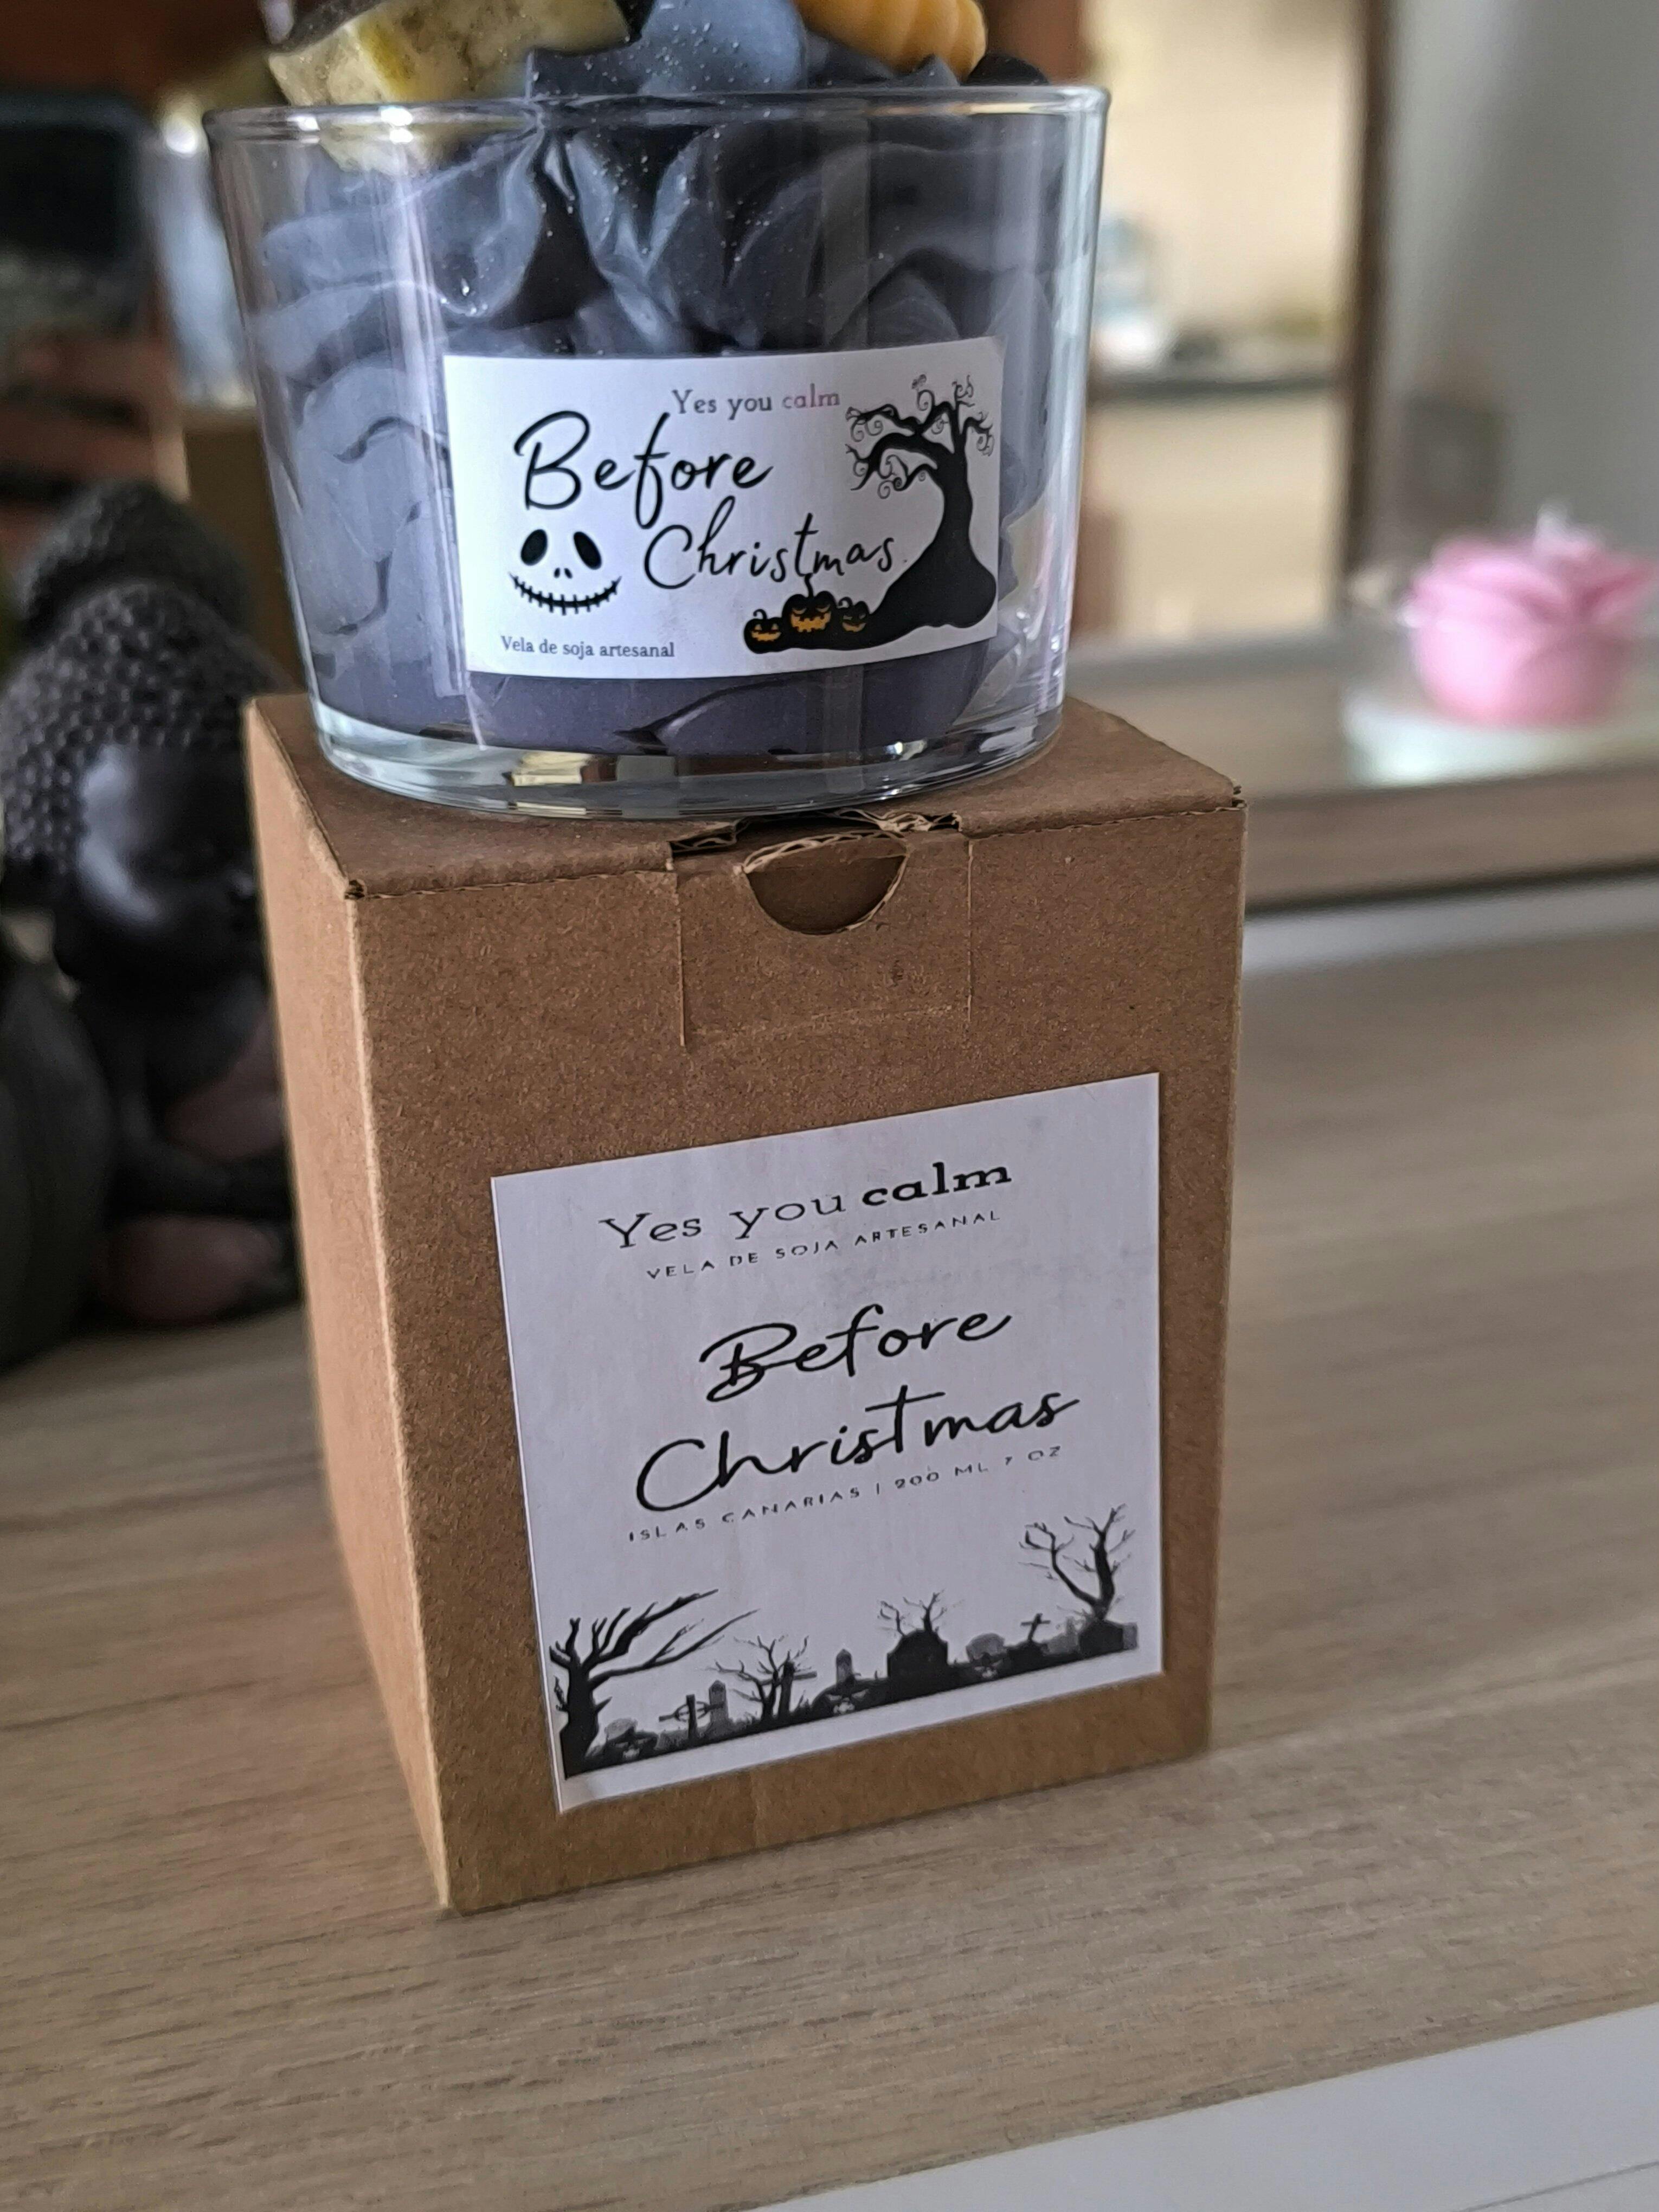 Yes you calm
Before
Christmas
Vela de soja artesanal
Yes you calm
VELA DE SOJA ARTESANAL
Before
Christmas
ISLAS CANARIAS | 200 ML 7 OZ